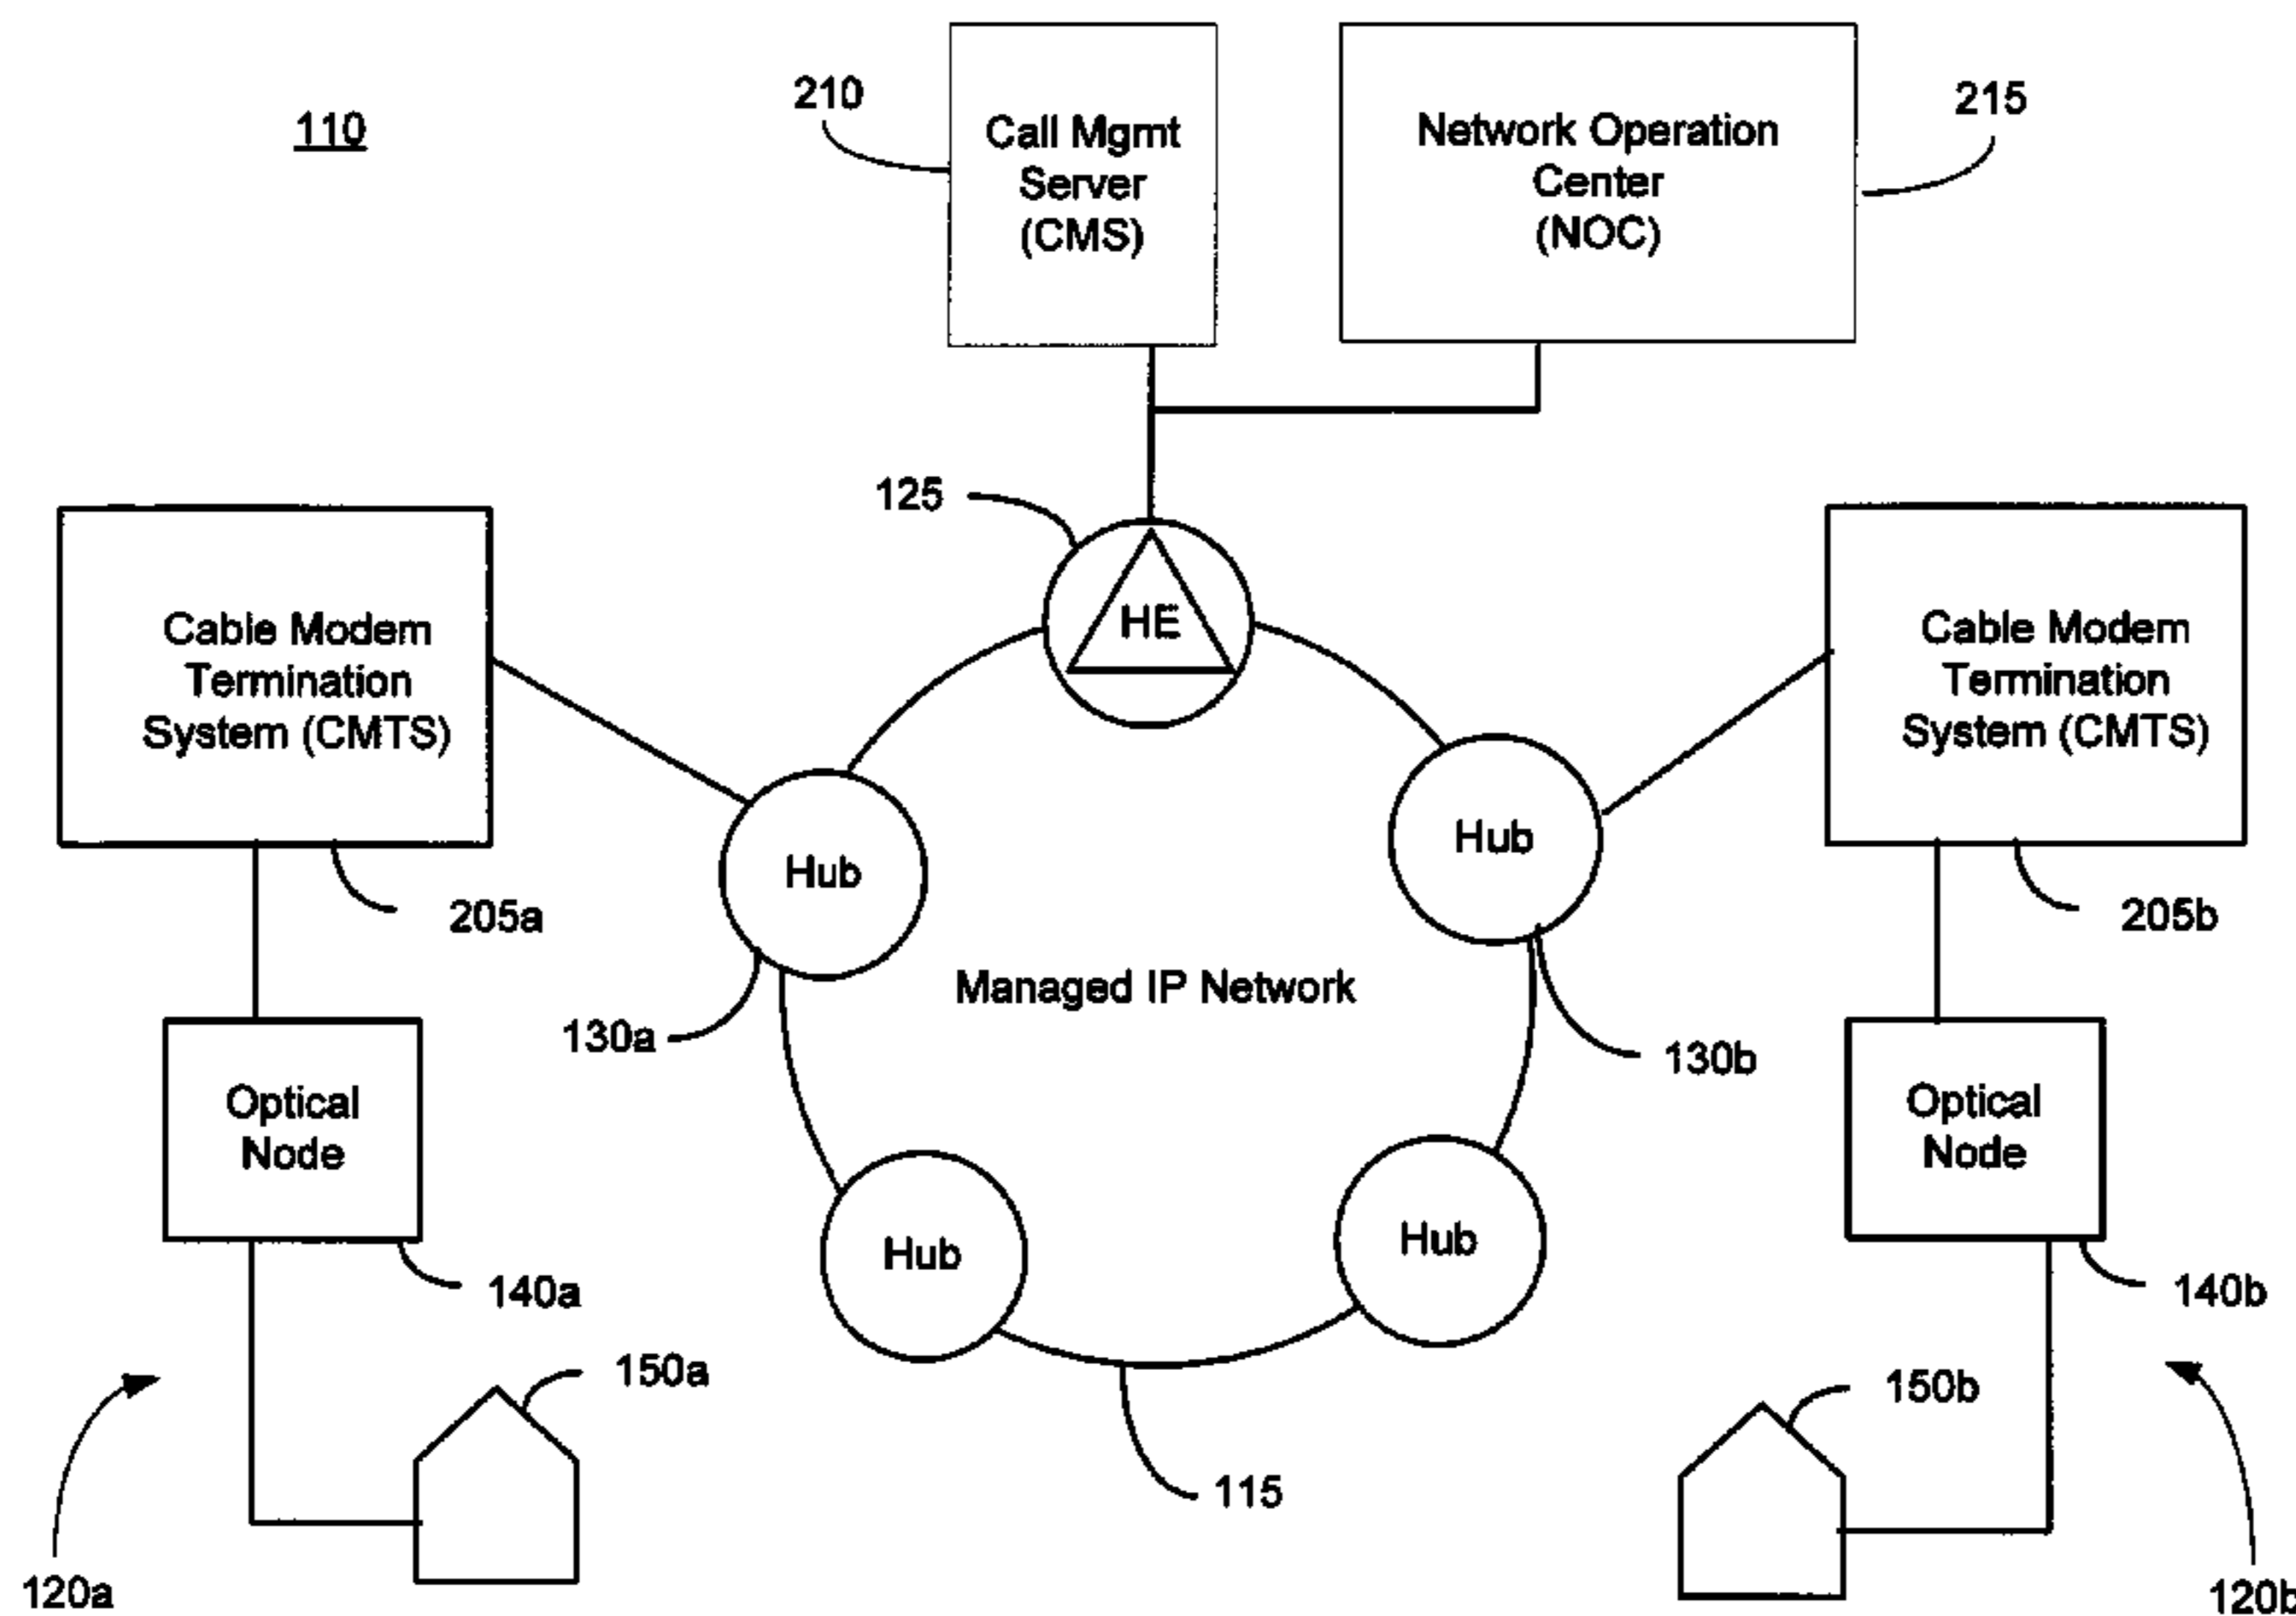 110
210
Call Mgmt
Server
(CMS)
Network Operation
Center
(NOC)
215
125
HE
Cable Modem
Termination
System (CMTS)
Cable Modem
Termination
System (CMTS)
Hub
Hub
205a
205b
Managed IP Network
130a
130b
Optical
Node
Optical
Node
Hub
Hub
140a
140b
150a
150b
115
120a
120b